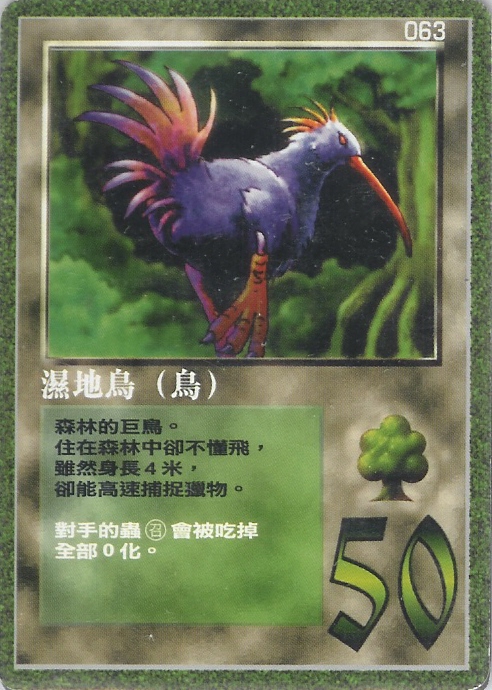 063
濕地鳥（鳥）
森林的巨鳥。
住在森林中卻不懂飛，
雖然身長4米，
卻能高速捕捉獵物。
對手的蟲㊂會被吃掉
全部0化。
50